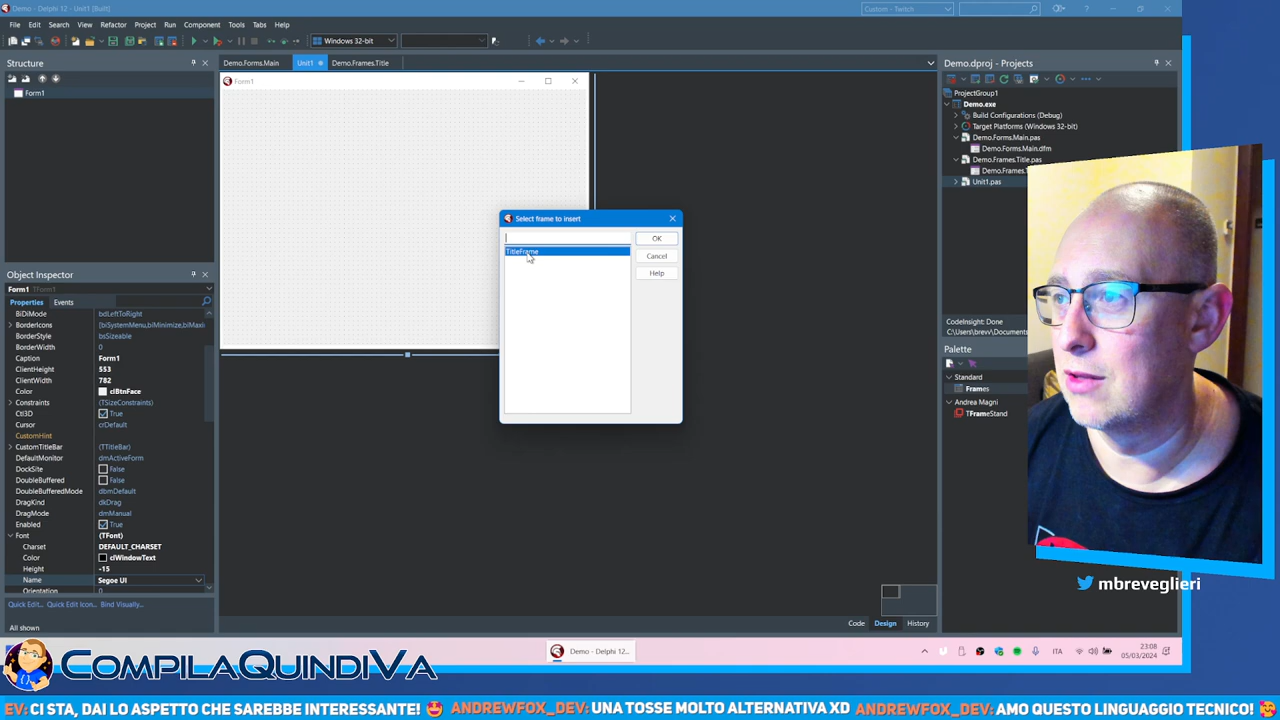 Demo - Delphi 12 - Unit1 [Built]
Custom - Twitch
File Edit Search View Refactor Project Run Component Tools Tabs Help
Windows 32-bit
Structure
Form1
Demo.Forms.Main Unit1 Demo.Frames.Title
Form1
Select frame to insert
TitleFrame
OK
Cancel
Help
Object Inspector
Form1 TForm1
Properties Events
BiDiMode bdLeftToRight
BorderIcons [biSystemMenu,biMinimize,biMaxi
BorderStyle bsSizeable
BorderWidth 0
Caption Form1
ClientHeight 553
ClientWidth 782
Color clBtnFace
Constraints (TSizeConstraints)
Ctl3D True
Cursor crDefault
CustomHint
CustomTitleBar (TTitleBar)
DefaultMonitor dmActiveForm
DockSite False
DoubleBuffered False
DoubleBufferedMode dbmDefault
DragKind dkDrag
DragMode dmManual
Enabled True
Font (TFont)
Charset DEFAULT_CHARSET
Color clWindowText
Height -15
Name Segoe UI
Orientation 0
Quick Edit... Quick Edit Icon... Bind Visually...
All shown
Code Design History
Demo.dproj - Projects
ProjectGroup1
Demo.exe
Build Configurations (Debug)
Target Platforms (Windows 32-bit)
Demo.Forms.Main.pas
Demo.Forms.Main.dfm
Demo.Frames.Title.pas
Demo.Frames.
Unit1.pas
CodeInsight: Done
C:\Users\brevv\Documents
Palette
Standard
Frames
Andrea Magni
TFrameStand
mbreveglieri
Demo - Delphi 12...
ITA
23:08
05/03/2024
CompilaQuindiVa
EV: CI STA, DAI LO ASPETTO CHE SAREBBE INTERESSANTE! ANDREWFOX_DEV: UNA TOSSE MOLTO ALTERNATIVA XD ANDREWFOX_DEV: AMO QUESTO LINGUAGGIO TECNICO!